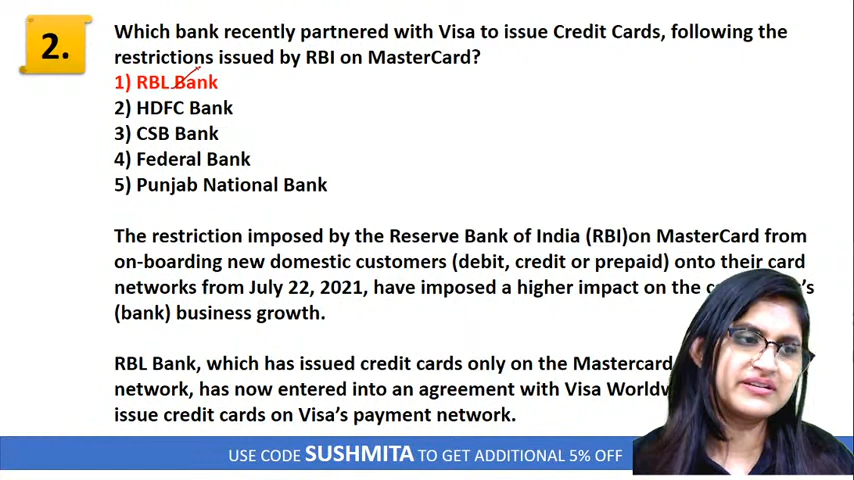 2.
Which bank recently partnered with Visa to issue Credit Cards, following the
restrictions issued by RBI on MasterCard?
1) RBL Bank
2) HDFC Bank
3) CSB Bank
4) Federal Bank
5) Punjab National Bank
The restriction imposed by the Reserve Bank of India (RBI)on MasterCard from
on-boarding new domestic customers (debit, credit or prepaid) onto their card
networks from July 22, 2021, have imposed a higher impact on the
(bank) business growth.
RBL Bank, which has issued credit cards only on the Mastercard
network, has now entered into an agreement with Visa
issue credit cards on Visa's payment network.
USE CODE SUSHMITA TO GET ADDITIONAL 5% OFF